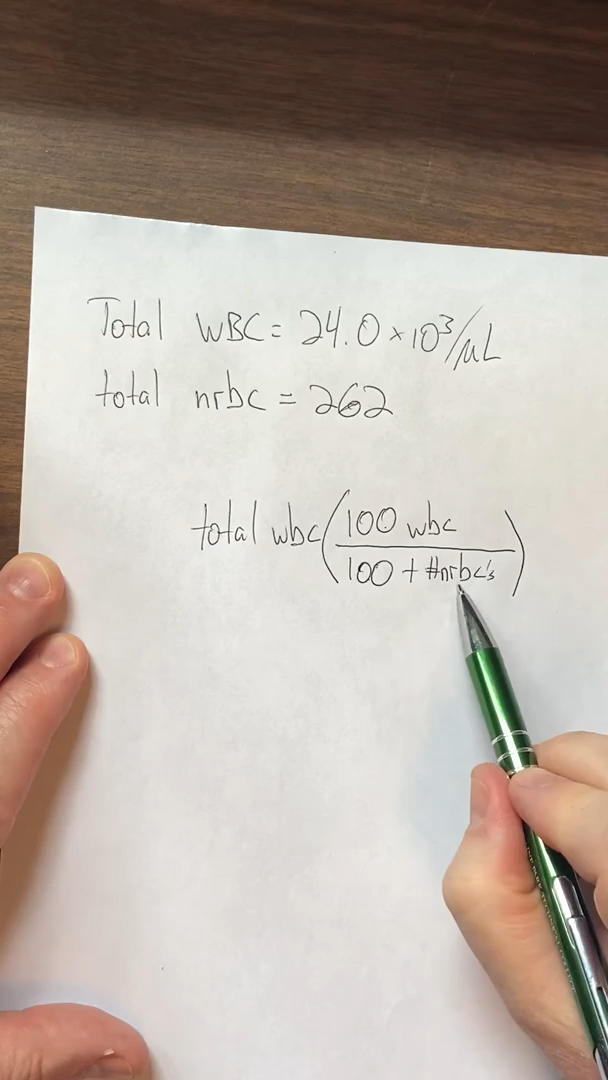 Total WBC = 24.0 × 10³/µL
total nrbc = 262
total wbc (100 wbc / 100 + #nrbc's)